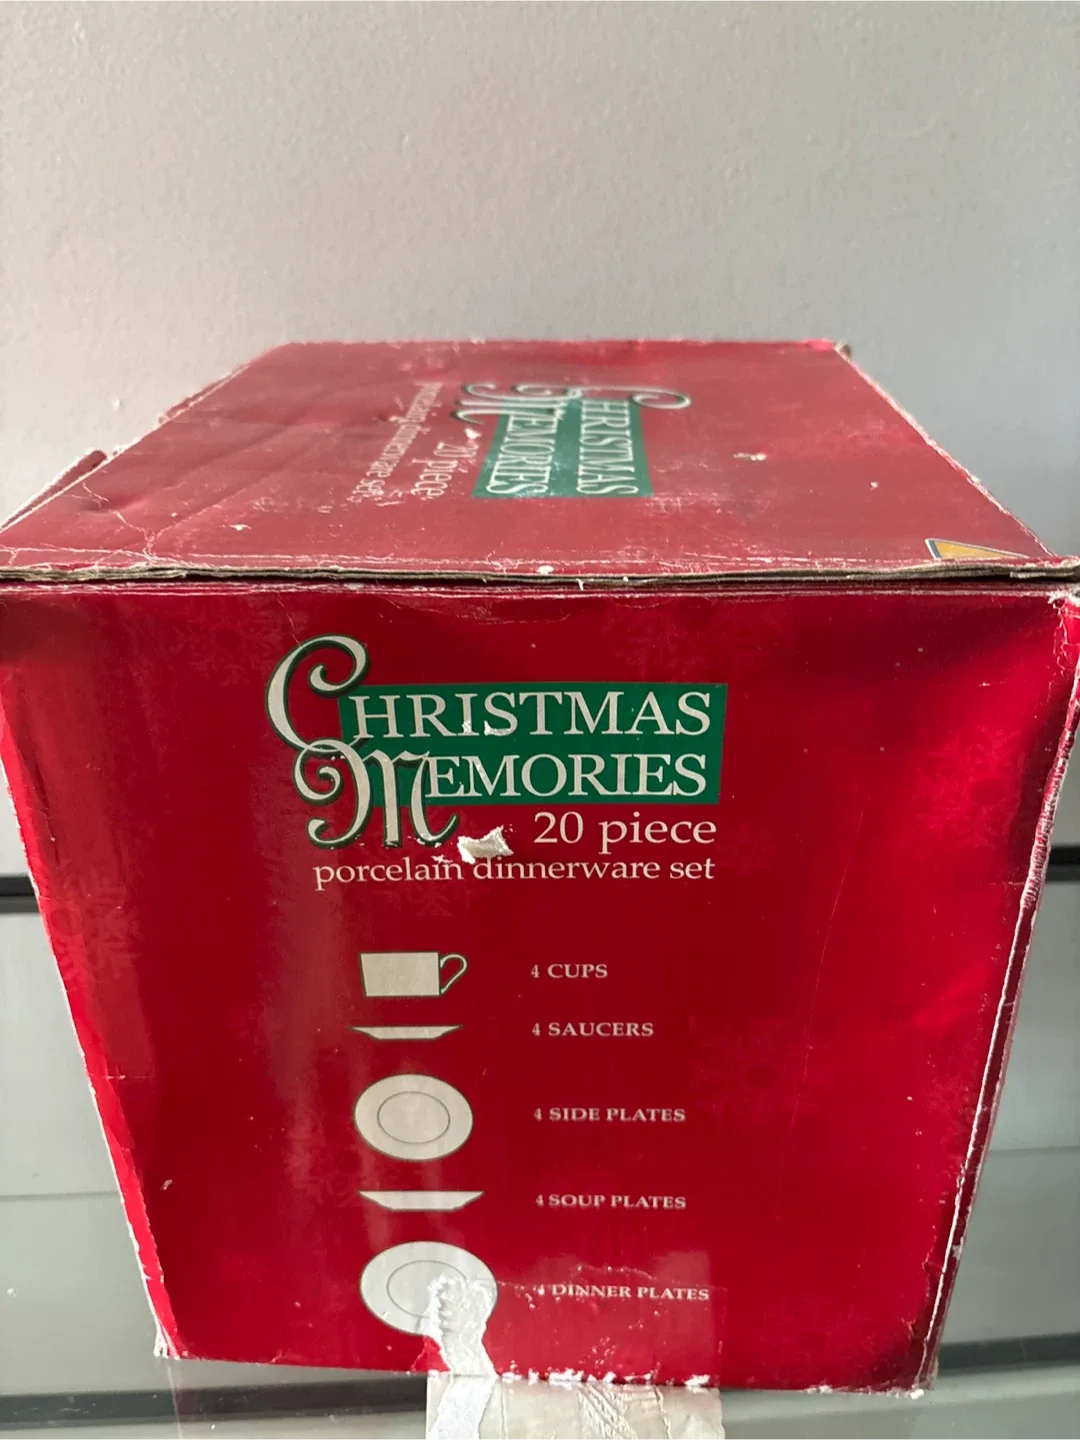 CHRISTMAS
MEMORIES
20 piece
porcelain dinnerware set
CHRISTMAS
MEMORIES
20 piece
porcelain dinnerware set
4 CUPS
4 SAUCERS
4 SIDE PLATES
4 SOUP PLATES
4 DINNER PLATES